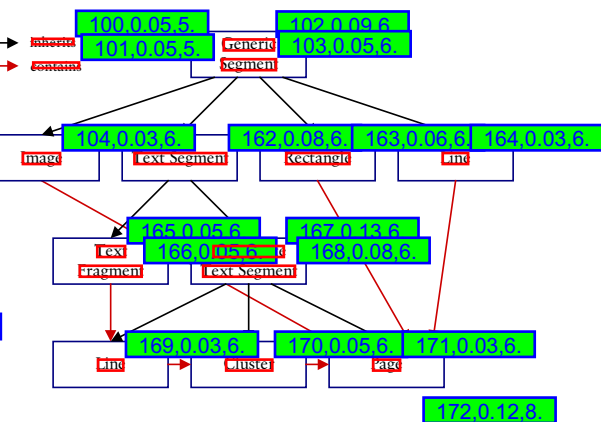 100,0.05,5.
102,0.09,6
inherits
101,0.05,5.
Generic
103,0.05,6.
contains
Segment
104,0.03,6.
162,0.08,6.
163,0.06,6.
164,0.03,6.
Image
Text Segment
Rectangle
Line
165,0.05,6
167,0.13,6
Text
166,0.05,6.
168,0.08,6.
Fragment
Text Segment
169,0.03,6.
170,0.05,6.
171,0.03,6.
Line
Cluster
Page
172,0.12,8.